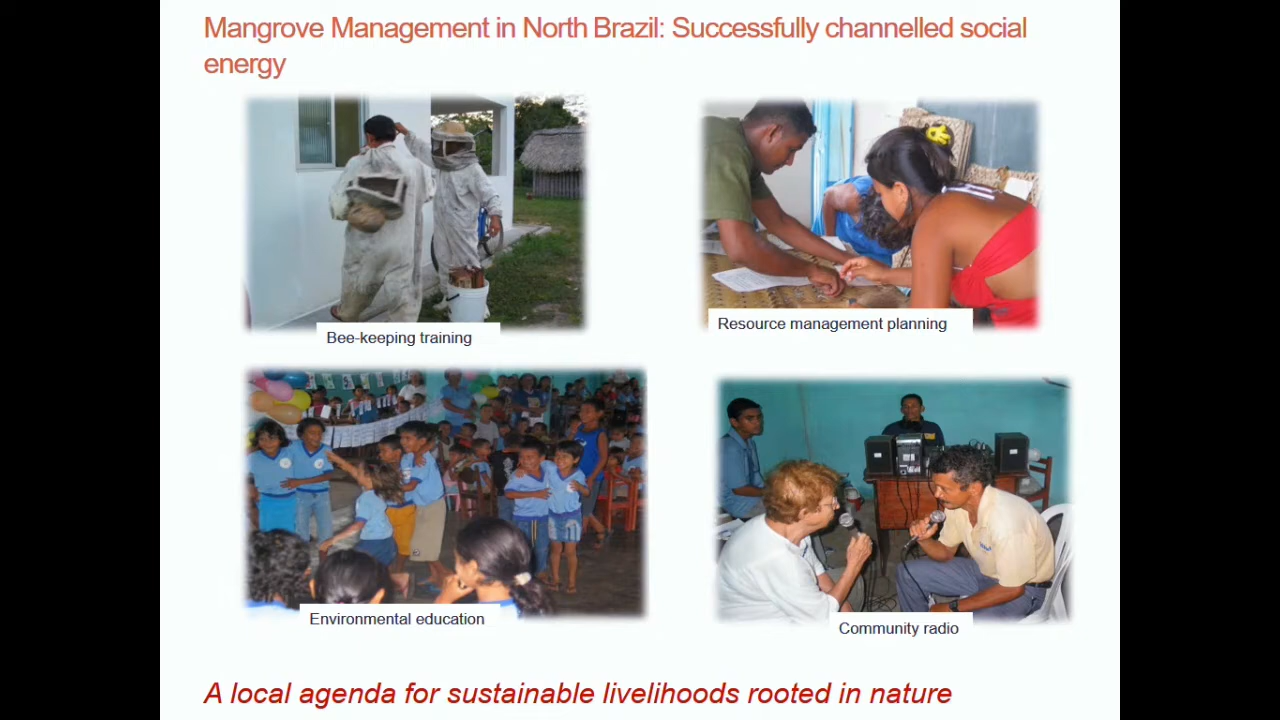 Mangrove Management in North Brazil: Successfully channelled social
energy
Bee-keeping training
Resource management planning
Environmental education
Community radio
A local agenda for sustainable livelihoods rooted in nature